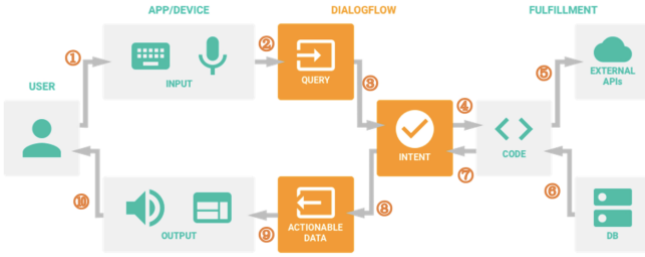 APP/DEVICE
DIALOGFLOW
FULFILLMENT
①
②
INPUT
QUERY
③
④
⑤
EXTERNAL
APIs
USER
INTENT
CODE
⑦
⑥
⑩
OUTPUT
⑨
ACTIONABLE
DATA
⑧
DB